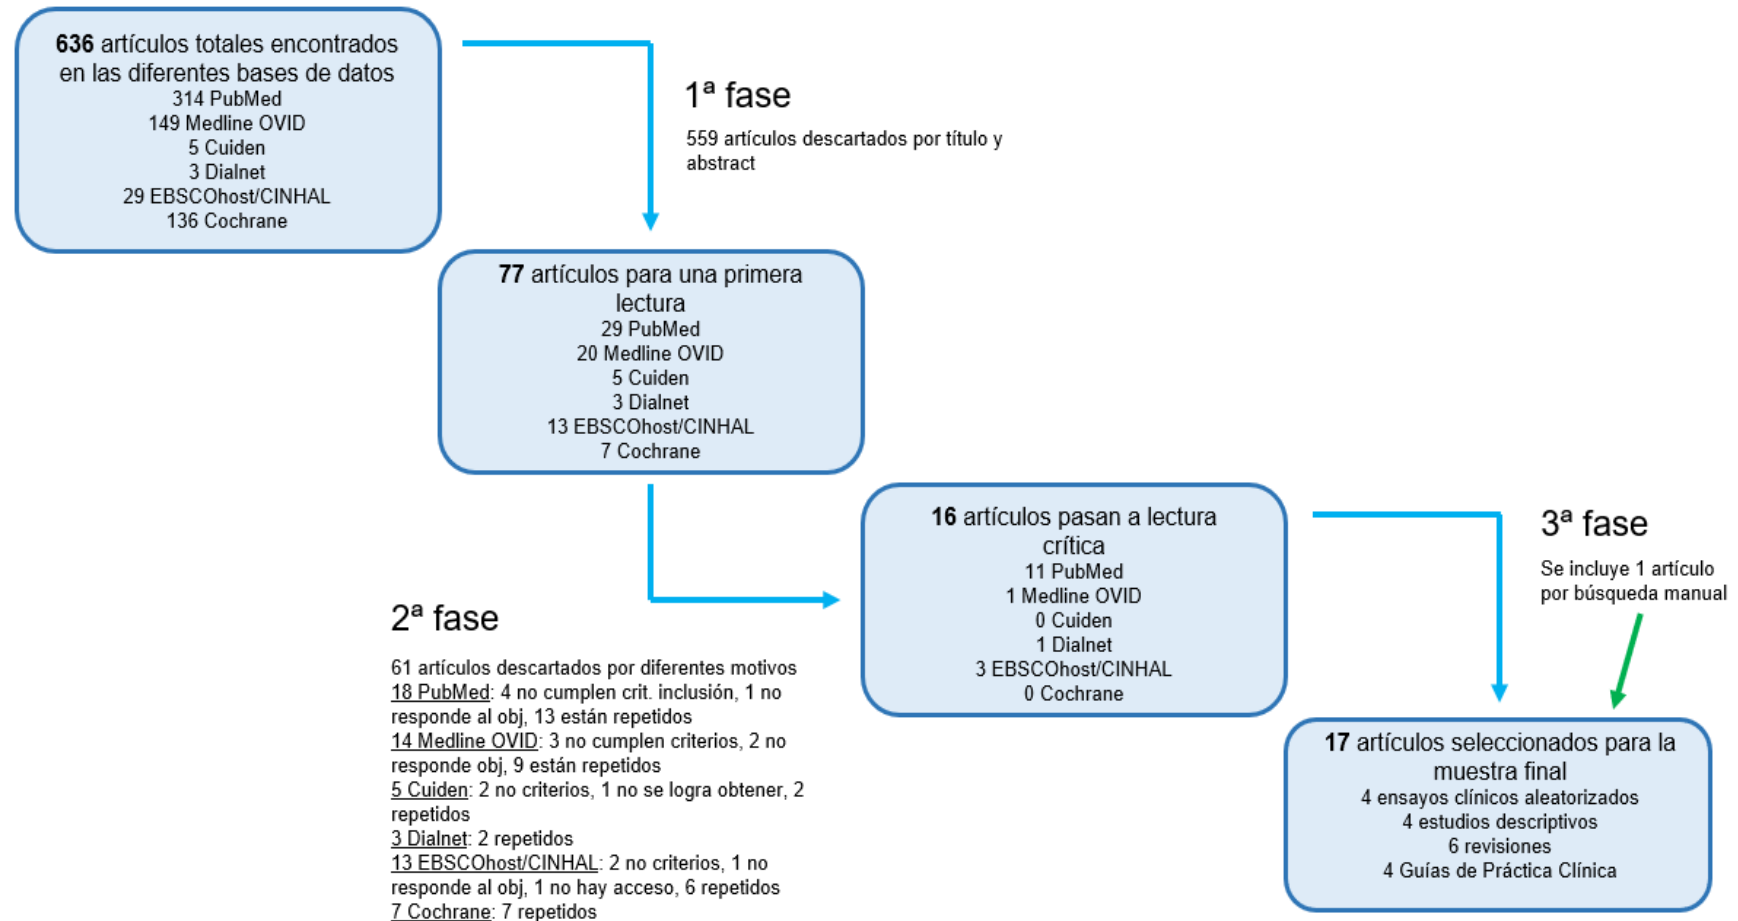 636 artículos totales encontrados
en las diferentes bases de datos
314 PubMed
149 Medline OVID
5 Cuiden
3 Dialnet
29 EBSCOhost/CINHAL
136 Cochrane
1ª fase
559 artículos descartados por título y
abstract
77 artículos para una primera
lectura
29 PubMed
20 Medline OVID
5 Cuiden
3 Dialnet
13 EBSCOhost/CINHAL
7 Cochrane
2ª fase
61 artículos descartados por diferentes motivos
18 PubMed: 4 no cumplen crit. inclusión, 1 no
responde al obj, 13 están repetidos
14 Medline OVID: 3 no cumplen criterios, 2 no
responde obj, 9 están repetidos
5 Cuiden: 2 no criterios, 1 no se logra obtener, 2
repetidos
3 Dialnet: 2 repetidos
13 EBSCOhost/CINHAL: 2 no criterios, 1 no
responde al obj, 1 no hay acceso, 6 repetidos
7 Cochrane: 7 repetidos
16 artículos pasan a lectura
crítica
11 PubMed
1 Medline OVID
0 Cuiden
1 Dialnet
3 EBSCOhost/CINHAL
0 Cochrane
3ª fase
Se incluye 1 artículo
por búsqueda manual
17 artículos seleccionados para la
muestra final
4 ensayos clínicos aleatorizados
4 estudios descriptivos
6 revisiones
4 Guías de Práctica Clínica